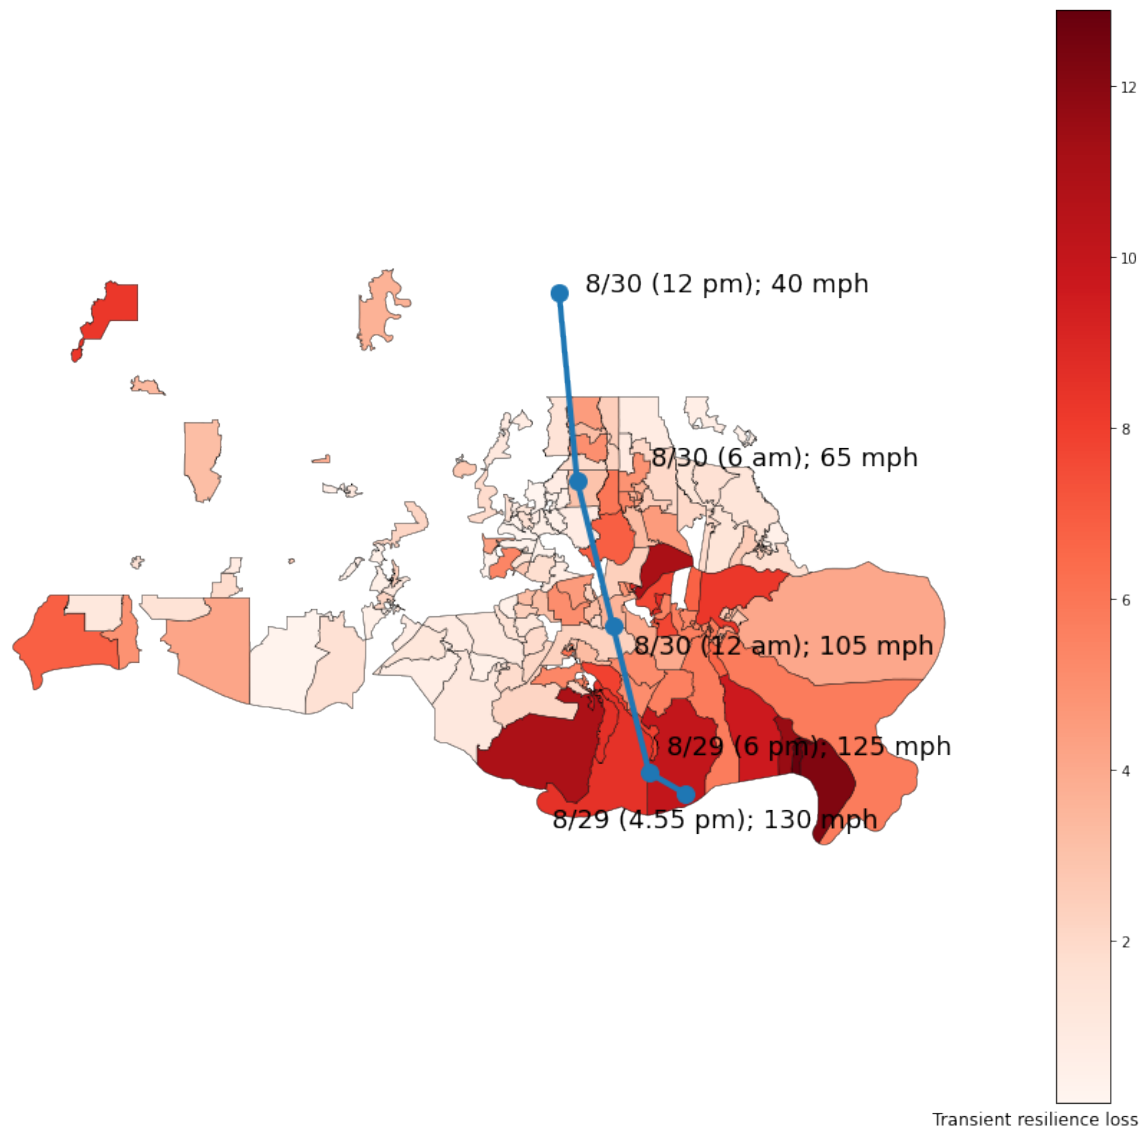 12
10
8/30 (12 pm); 40 mph
8
8/30 (6 am); 65 mph
6
8/30 (12 am); 105 mph
8/29 (6 pm); 125 mph
4
8/29 (4.55 pm); 130 mph
2
Transient resilience loss